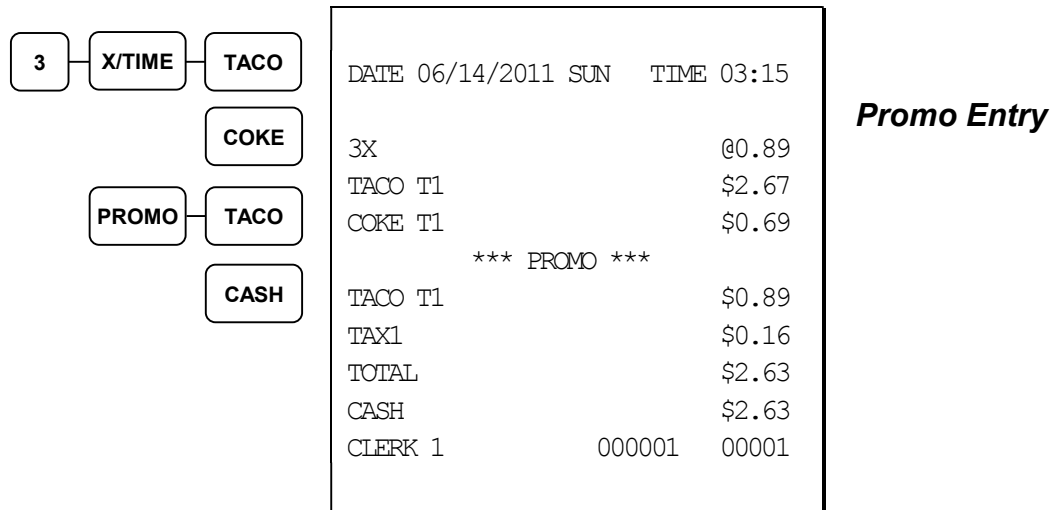 3 X/TIME TACO
COKE
PROMO TACO
CASH
DATE 06/14/2011 SUN TIME 03:15
3X @0.89
TACO T1 $2.67
COKE T1 $0.69
*** PROMO ***
TACO T1 $0.89
TAX1 $0.16
TOTAL $2.63
CASH $2.63
CLERK 1 000001 00001
Promo Entry